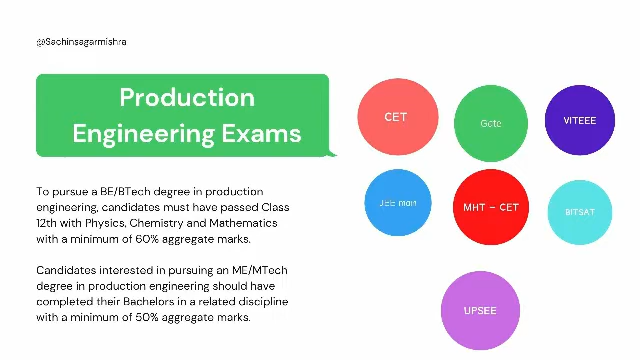 @Sachinsagarmishra
Production
Engineering Exams
To pursue a BE/BTech degree in production
engineering, candidates must have passed Class
12th with Physics, Chemistry and Mathematics
with a minimum of 60% aggregate marks.
Candidates interested in pursuing an ME/MTech
degree in production engineering should have
completed their Bachelors in a related discipline
with a minimum of 50% aggregate marks.
CET
Gate
VITEEE
JEE main
MHT - CET
BITSAT
UPSEE